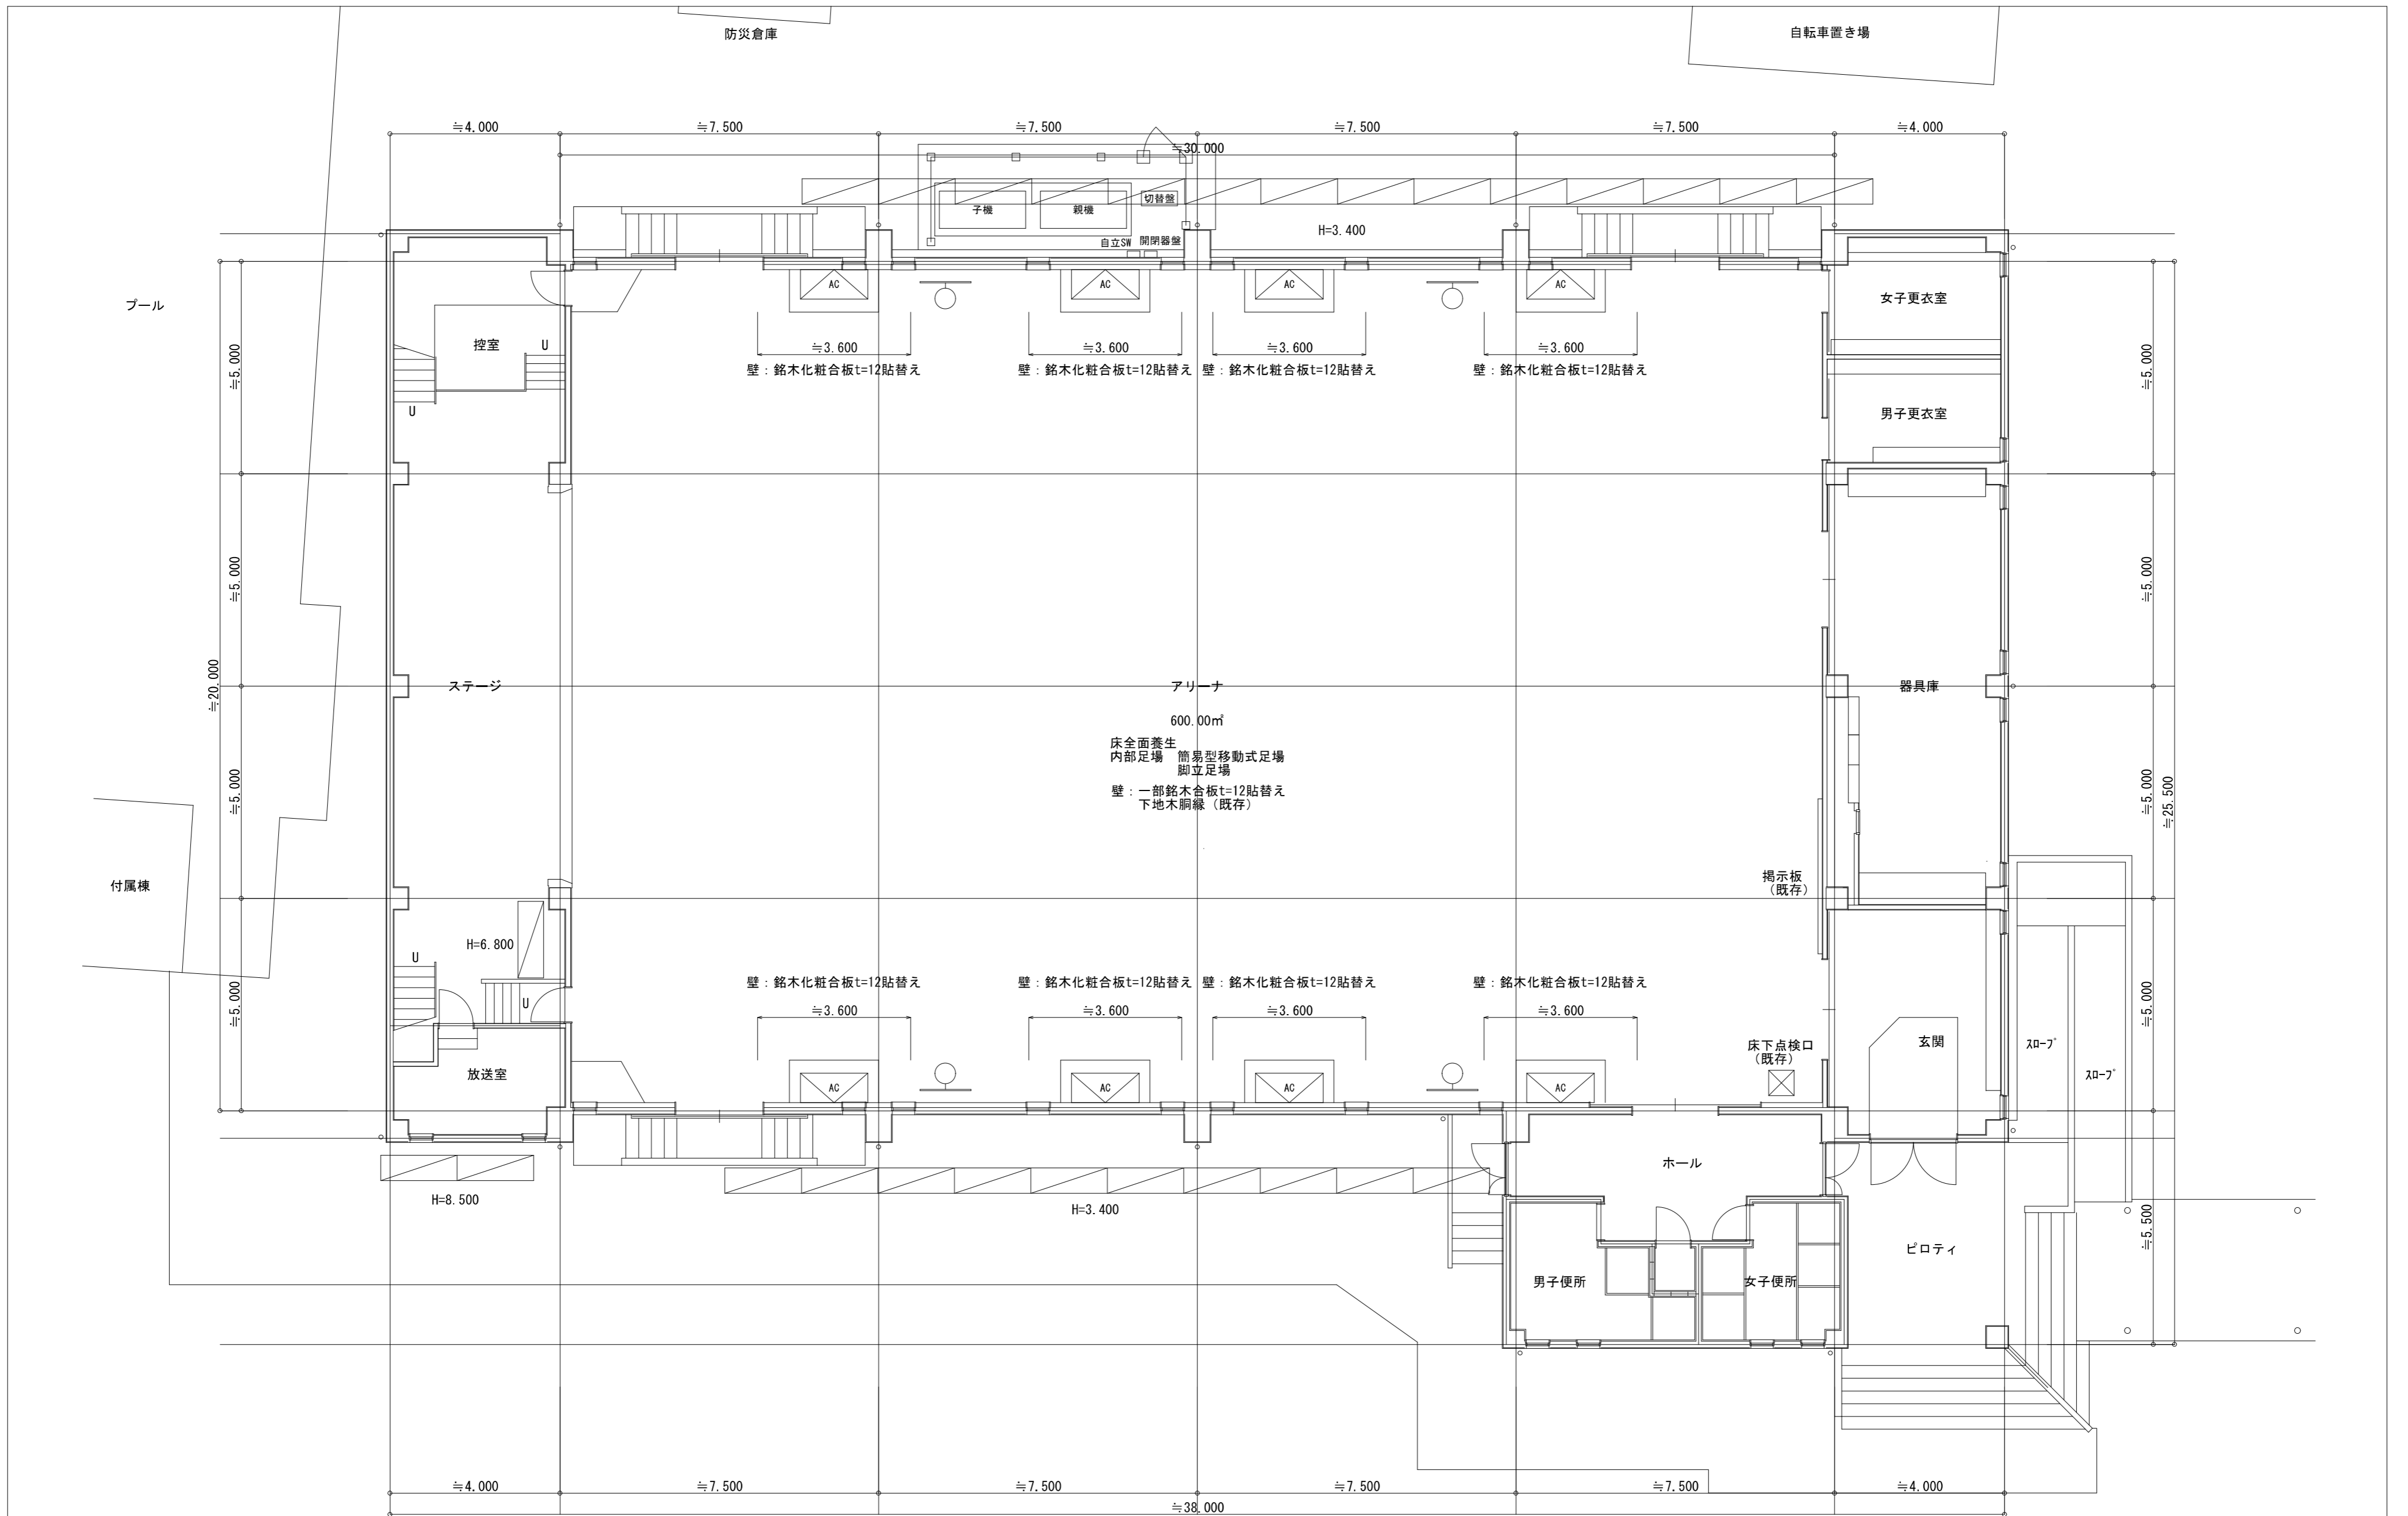 防災倉庫
自転車置き場
≒4.000
≒7.500
≒7.500
≒7.500
≒7.500
≒4.000
≒30.000
子機
親機
切替盤
自立SW
開閉器盤
H=3.400
プール
控室
U
U
AC
AC
AC
AC
女子更衣室
男子更衣室
≒3.600
≒3.600
≒3.600
≒3.600
壁：銘木化粧合板t=12貼替え
壁：銘木化粧合板t=12貼替え
壁：銘木化粧合板t=12貼替え
壁：銘木化粧合板t=12貼替え
≒5.000
≒5.000
≒5.000
≒5.000
≒20.000
≒5.000
≒5.000
≒5.000
≒5.000
≒25.500
≒5.500
ステージ
アリーナ
器具庫
600.00㎡
床全面養生
内部足場　簡易型移動式足場
脚立足場
壁：一部銘木合板t=12貼替え
下地木胴縁（既存）
付属棟
掲示板
（既存）
H=6.800
U
U
壁：銘木化粧合板t=12貼替え
壁：銘木化粧合板t=12貼替え
壁：銘木化粧合板t=12貼替え
壁：銘木化粧合板t=12貼替え
≒3.600
≒3.600
≒3.600
≒3.600
床下点検口
（既存）
玄関
ｽﾛｰﾌﾟ
ｽﾛｰﾌﾟ
放送室
AC
AC
AC
AC
ホール
H=8.500
H=3.400
ピロティ
男子便所
女子便所
≒4.000
≒7.500
≒7.500
≒7.500
≒7.500
≒4.000
≒38.000